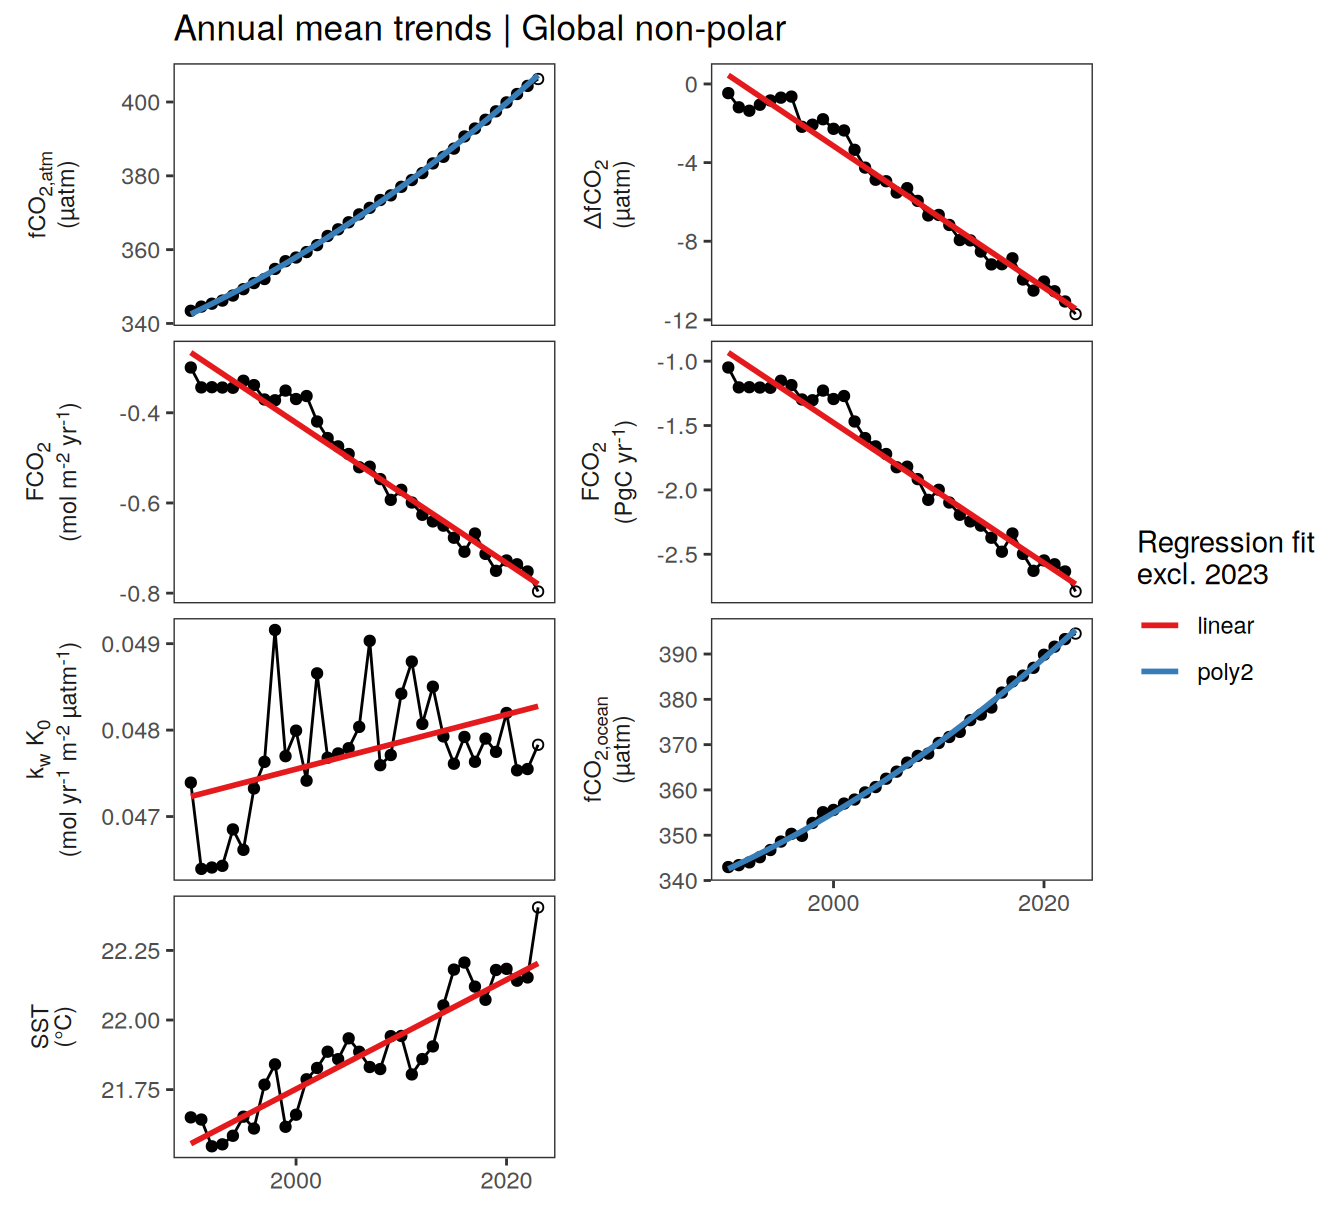 Annual mean trends | Global non-polar
fCO2,atm
(µatm)
400
380
360
340
ΔfCO2
(µatm)
0
-4
-8
-12
FCO2
(mol m-2 yr-1)
-0.4
-0.6
-0.8
FCO2
(PgC yr-1)
-1.0
-1.5
-2.0
-2.5
kw K0
(mol yr-1 m-2 µatm-1)
0.049
0.048
0.047
fCO2,ocean
(µatm)
390
380
370
360
350
340
2000 2020
SST
(°C)
22.25
22.00
21.75
2000 2020
Regression fit
excl. 2023
linear
poly2